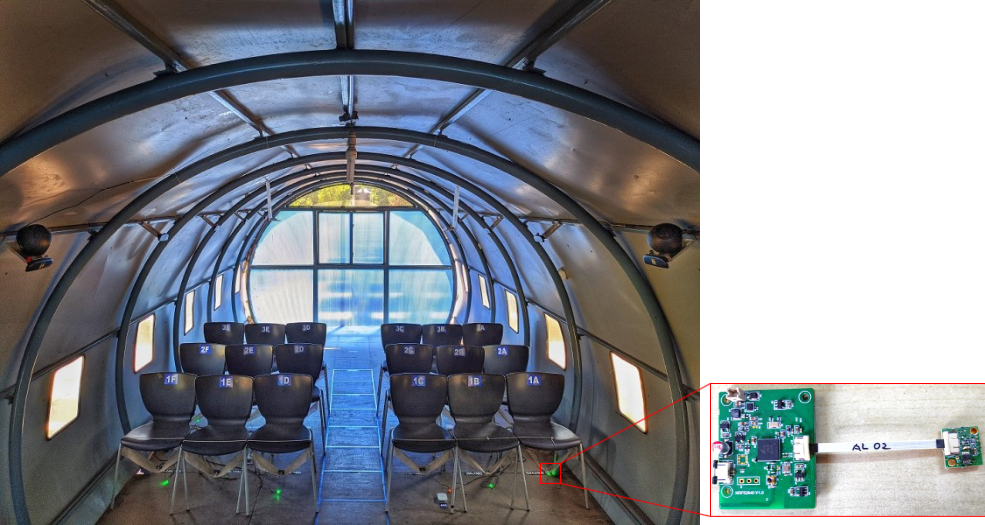 3E 3D 3C 3B 3A
2F 2E 2D 2C 2B 2A
1F 1E 1D 1C 1B 1A
AL 02